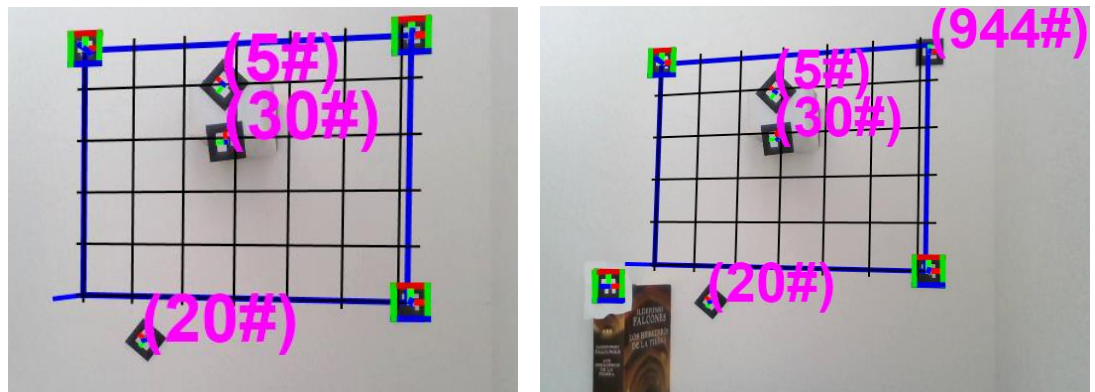 (5#)
(30#)
(20#)
(944#)
(5#)
(30#)
(20#)
ILDEFONSO
FALCONES
LOS HEREDEROS
DE LA TIERRA